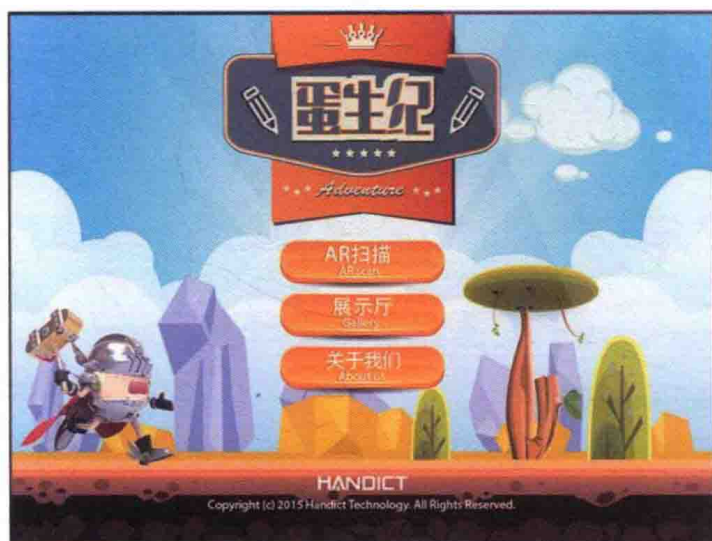 蛋生纪
Adventure
AR扫描
AR scan
展示厅
Gallery
关于我们
About us
HANDICT
Copyright (c) 2015 Handict Technology. All Rights Reserved.